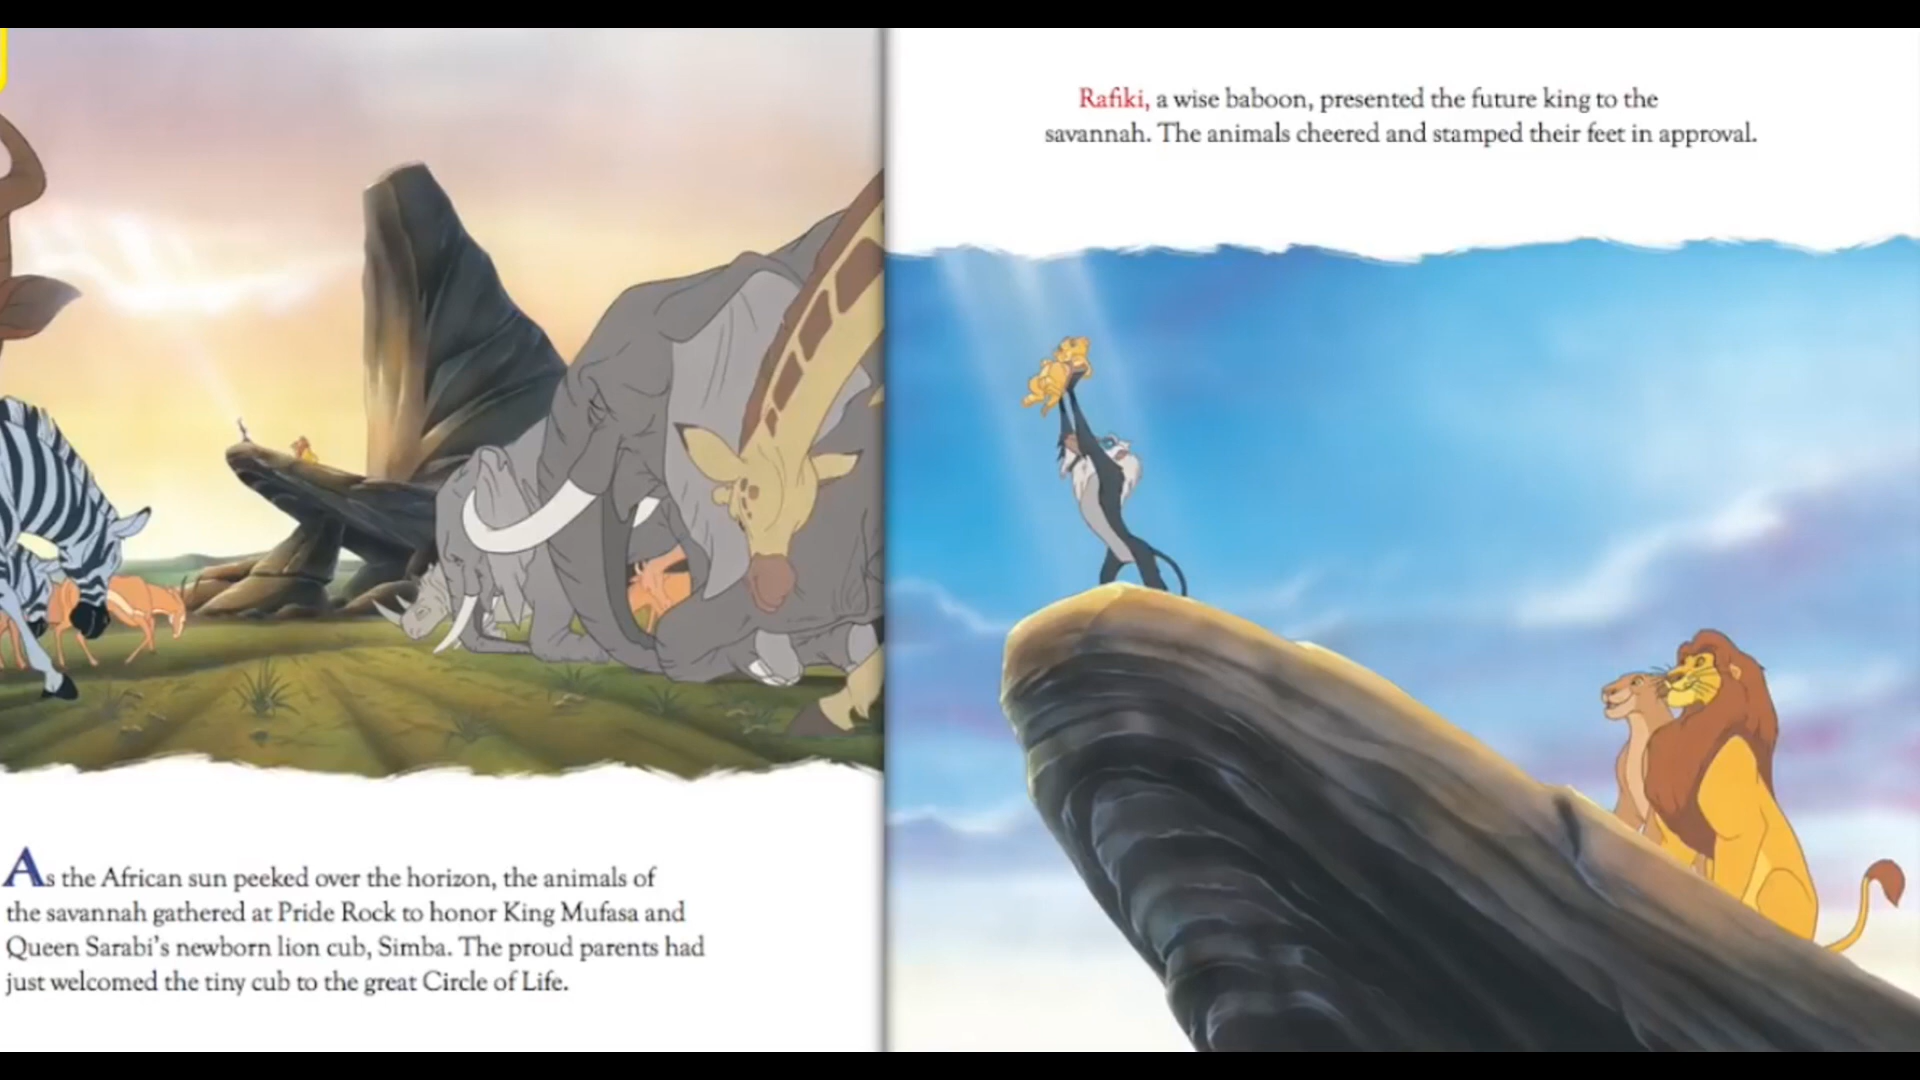 As the African sun peeked over the horizon, the animals of
the savannah gathered at Pride Rock to honor King Mufasa and
Queen Sarabi's newborn lion cub, Simba. The proud parents had
just welcomed the tiny cub to the great Circle of Life.
Rafiki, a wise baboon, presented the future king to the
savannah. The animals cheered and stamped their feet in approval.